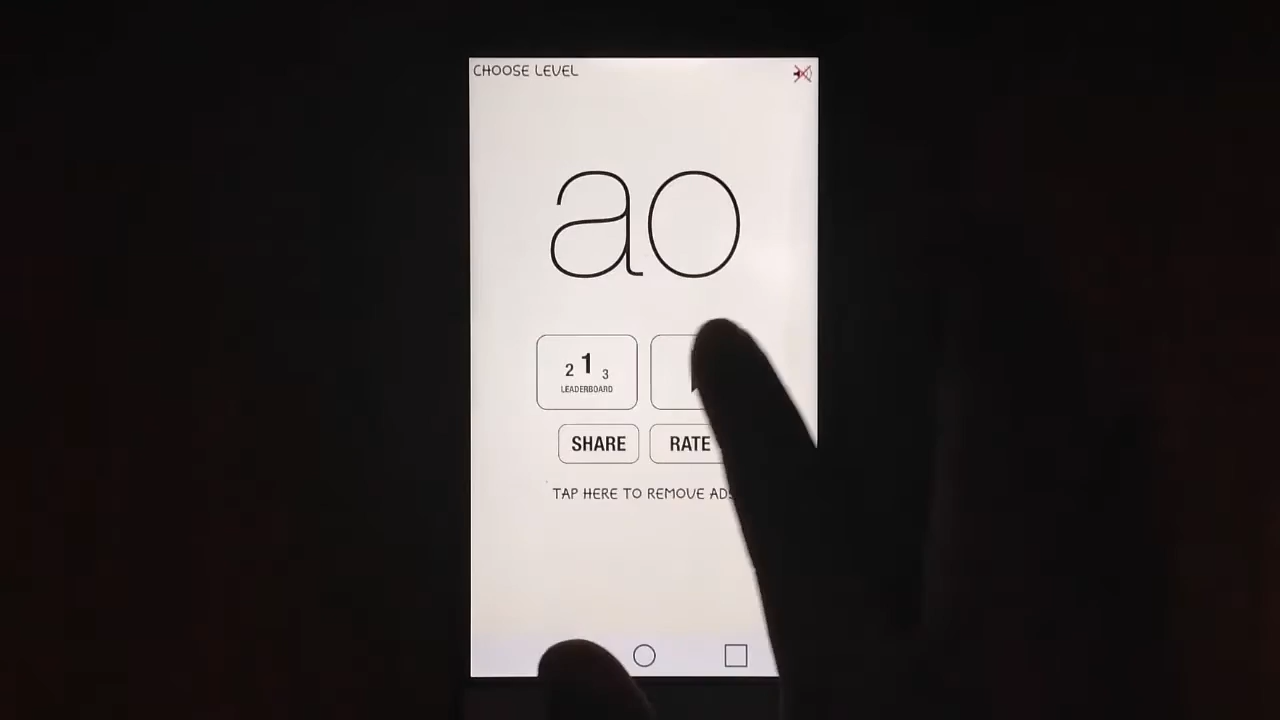 CHOOSE LEVEL
ao
2 1 3
LEADERBOARD
SHARE RATE
TAP HERE TO REMOVE ADS